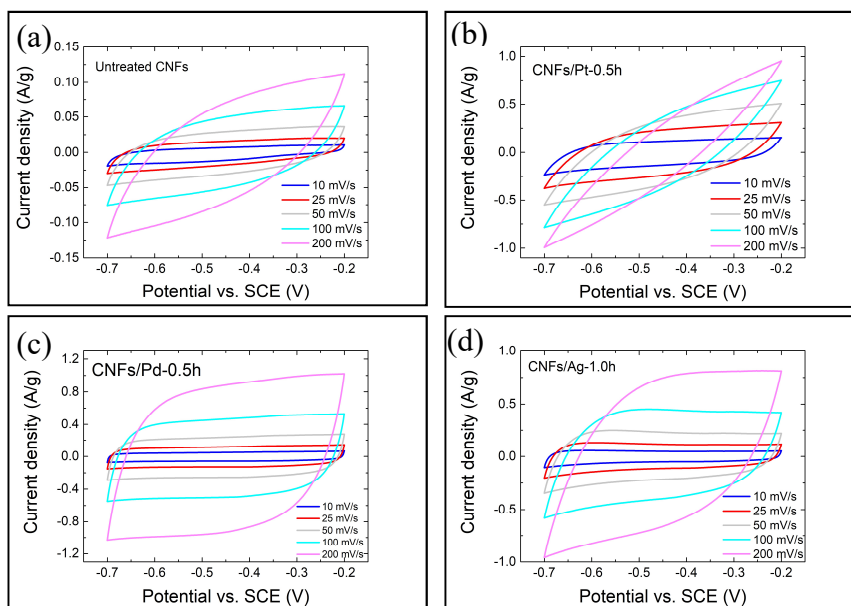 (a)
Untreated CNFs
Current density (A/g)
0.15
0.10
0.05
0.00
-0.05
-0.10
0.15
10 mV/s
25 mV/s
50 mV/s
100 mV/s
200 mV/s
-0.7 -0.6 -0.5 -0.4 -0.3 -0.2
Potential vs. SCE (V)
(b)
CNFs/Pt-0.5h
Current density (A/g)
1.0
0.5
0.0
-0.5
-1.0
10 mV/s
25 mV/s
50 mV/s
100 mV/s
200 mV/s
-0.7 -0.6 -0.5 -0.4 -0.3 -0.2
Potential vs. SCE (V)
(c)
CNFs/Pd-0.5h
Current density (A/g)
1.2
0.8
0.4
0.0
-0.4
-0.8
-1.2
10 mV/s
25 mV/s
50 mV/s
100 mV/s
200 mV/s
-0.7 -0.6 -0.5 -0.4 -0.3 -0.2
Potential vs. SCE (V)
(d)
CNFs/Ag-1.0h
Current density (A/g)
1.0
0.5
0.0
-0.5
-1.0
10 mV/s
25 mV/s
50 mV/s
100 mV/s
200 mV/s
-0.7 -0.6 -0.5 -0.4 -0.3 -0.2
Potential vs. SCE (V)